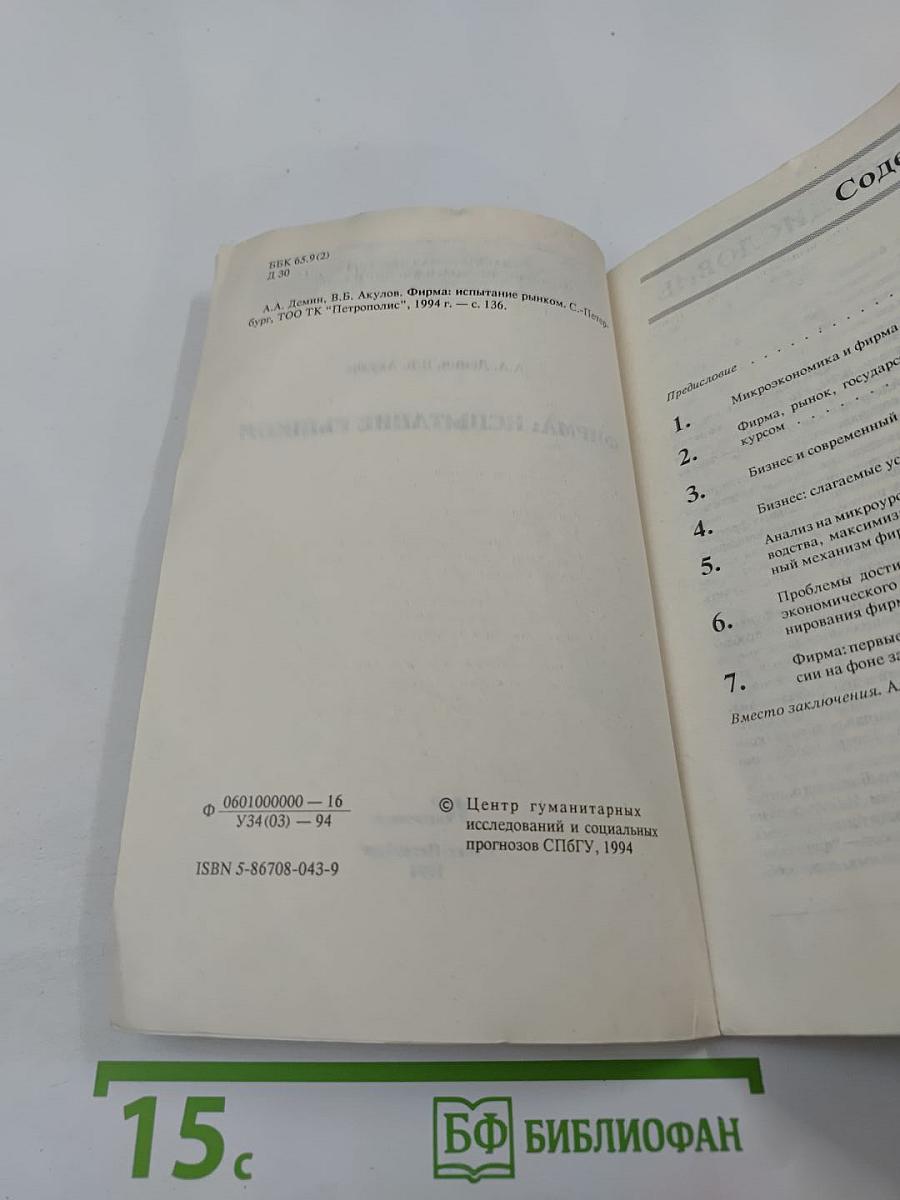 ББК 65.9(2)
Д 30
А.А. Демин, В.Б. Акулов. Фирма: испытание рынком. С.-Петер-
бург, ТОО ТК "Петрополис", 1994 г. — с. 136.
Ф 0601000000 — 16
У34(03) — 94
ISBN 5-86708-043-9
© Центр гуманитарных
исследований и социальных
прогнозов СПбГУ, 1994
Соде
Предисловие . . . . . . . . . .
1. Микроэкономика и фирма
2. Фирма, рынок, государс
курсом . . . . . . .
3. Бизнес и современный
4. Бизнес: слагаемые ус
5. Анализ на микроуро
водства, максимиз
ный механизм фир
6. Проблемы дости
экономического
нирования фирм
7. Фирма: первые
сии на фоне за
Вместо заключения. А.
15 с
БФ БИБЛИОФАН